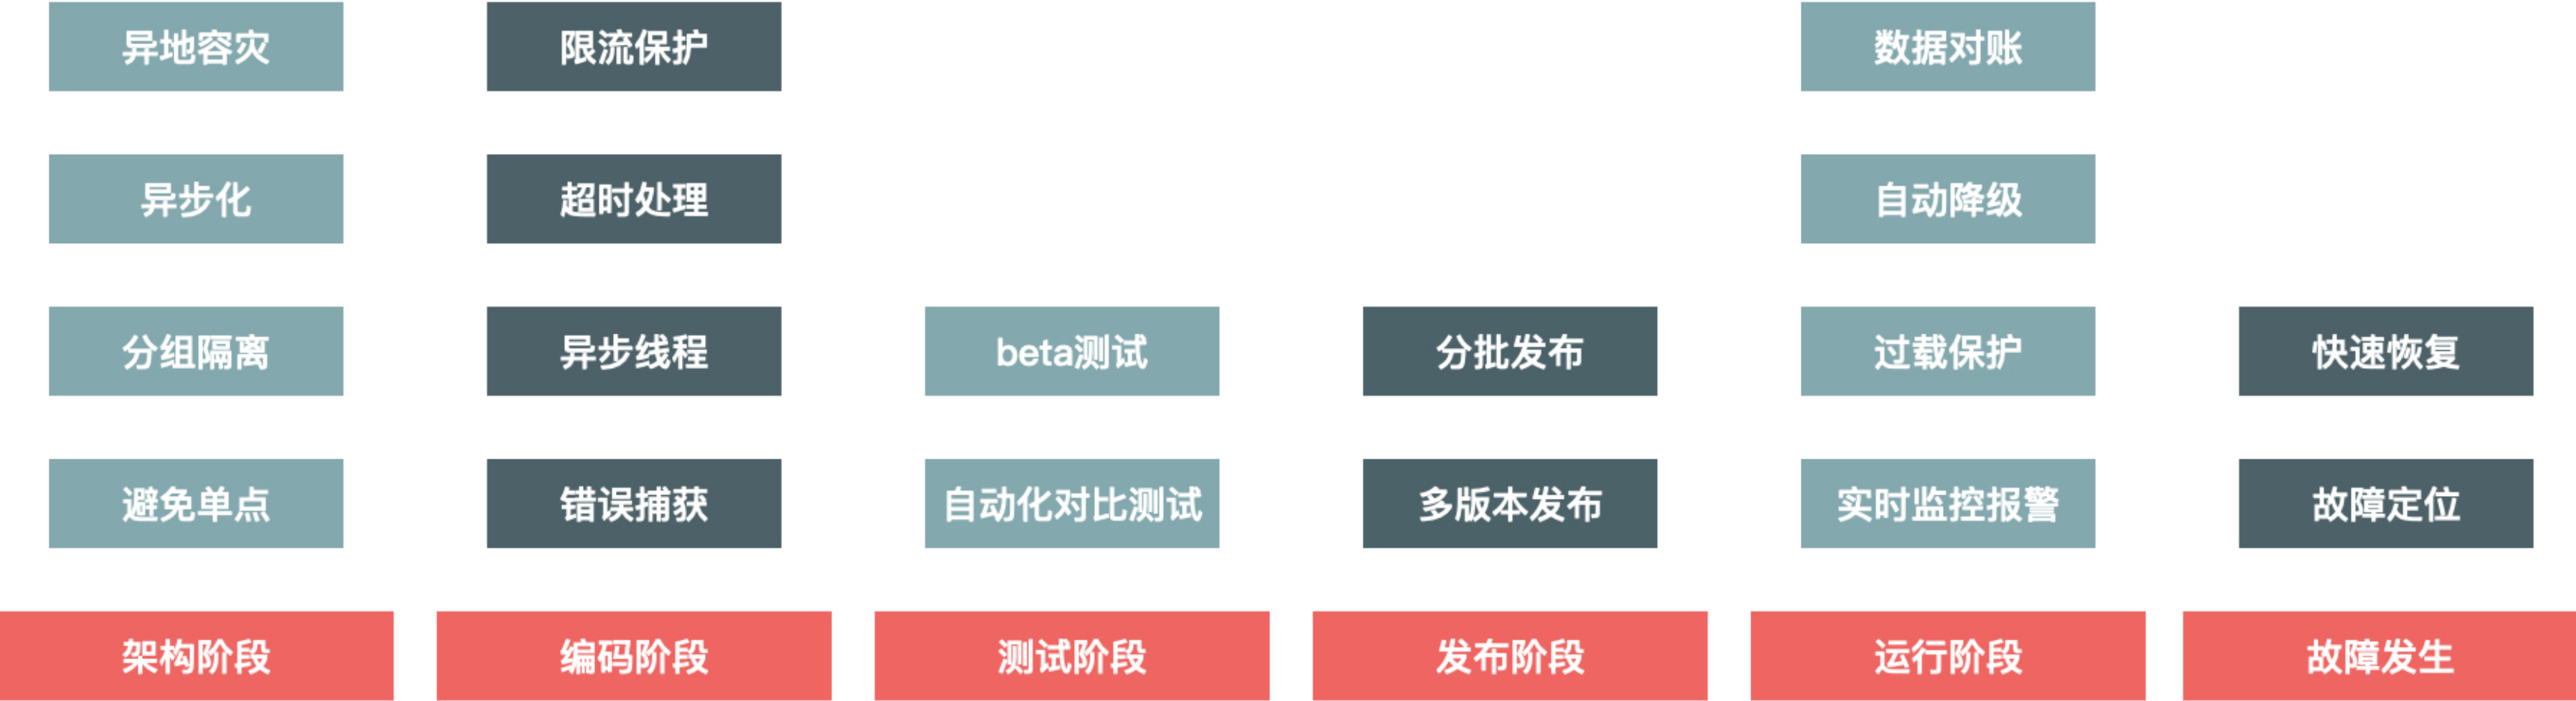 异地容灾
限流保护
数据对账
异步化
超时处理
自动降级
分组隔离
异步线程
beta测试
分批发布
过载保护
快速恢复
避免单点
错误捕获
自动化对比测试
多版本发布
实时监控报警
故障定位
架构阶段
编码阶段
测试阶段
发布阶段
运行阶段
故障发生